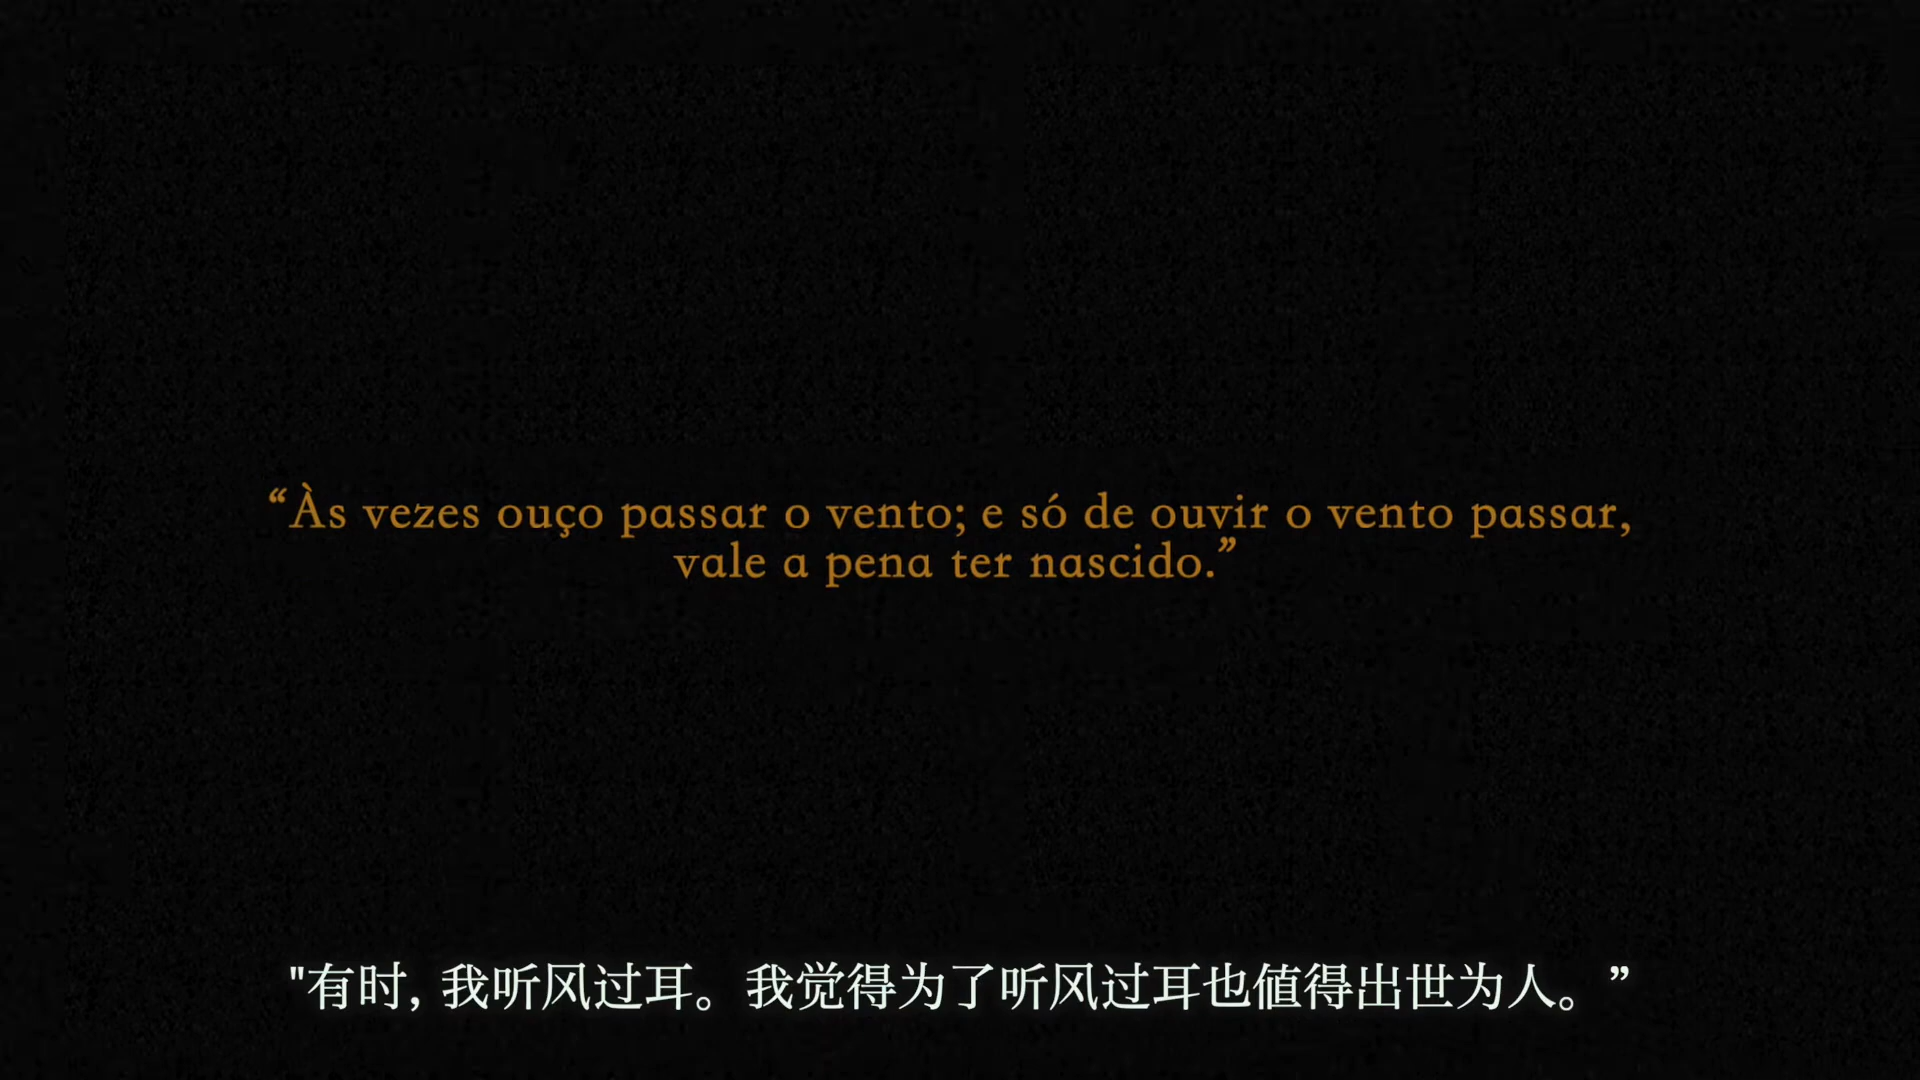 “Às vezes ouço passar o vento; e só de ouvir o vento passar,
vale a pena ter nascido.”
"有时, 我听风过耳。我觉得为了听风过耳也值得出世为人。”